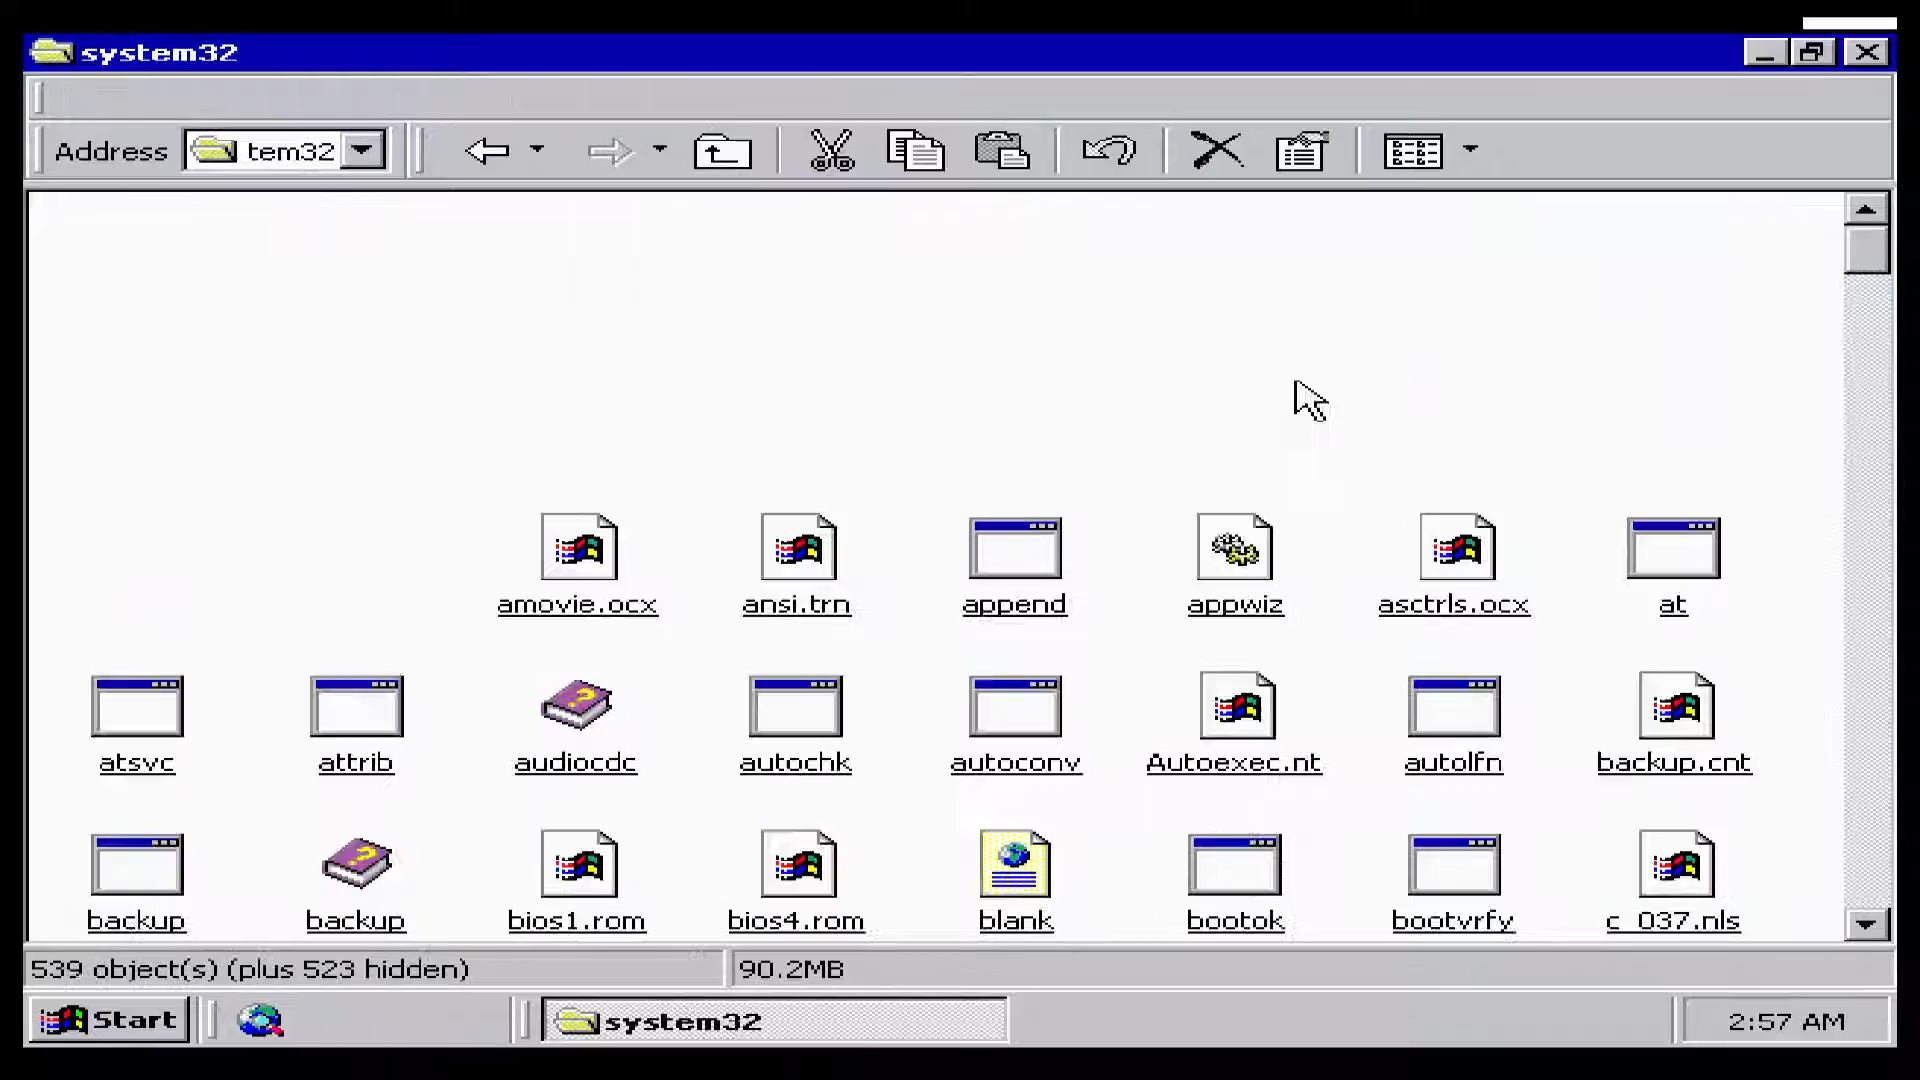 system32
Address tem32
amovie.ocx ansi.trn append appwiz asctrls.ocx at
atsvc attrib audiocdc autochk autoconv Autoexec.nt autolfn backup.cnt
backup backup bios1.rom bios4.rom blank bootok bootvrfy c_037.nls
539 object(s) (plus 523 hidden) 90.2MB
Start system32 2:57 AM